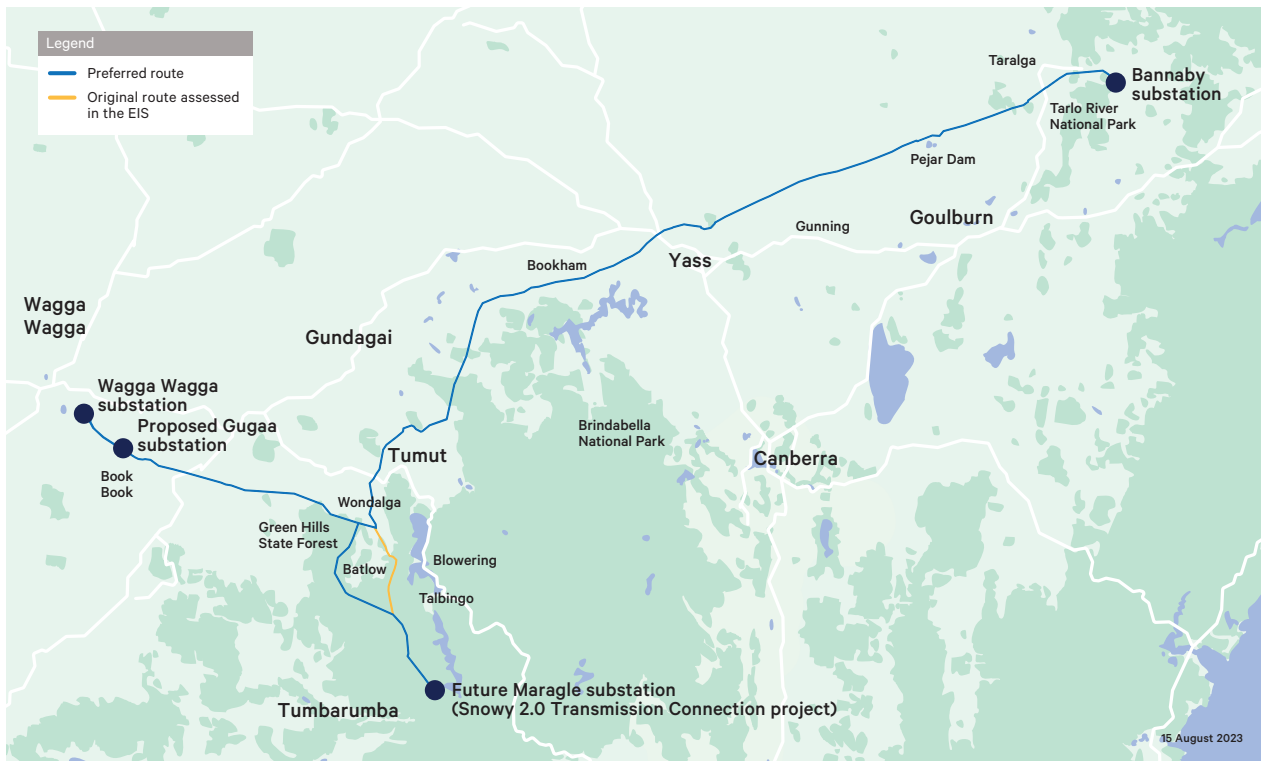 Legend
Preferred route
Original route assessed
in the EIS
Taralga
Bannaby
substation
Tarlo River
National Park
Pejar Dam
Goulburn
Gunning
Yass
Bookham
Wagga
Wagga
Gundagai
Wagga Wagga
substation
Proposed Gugaa
substation
Book
Book
Brindabella
National Park
Tumut
Canberra
Wondalga
Green Hills
State Forest
Batlow
Blowering
Talbingo
Future Maragle substation
(Snowy 2.0 Transmission Connection project)
Tumbarumba
15 August 2023